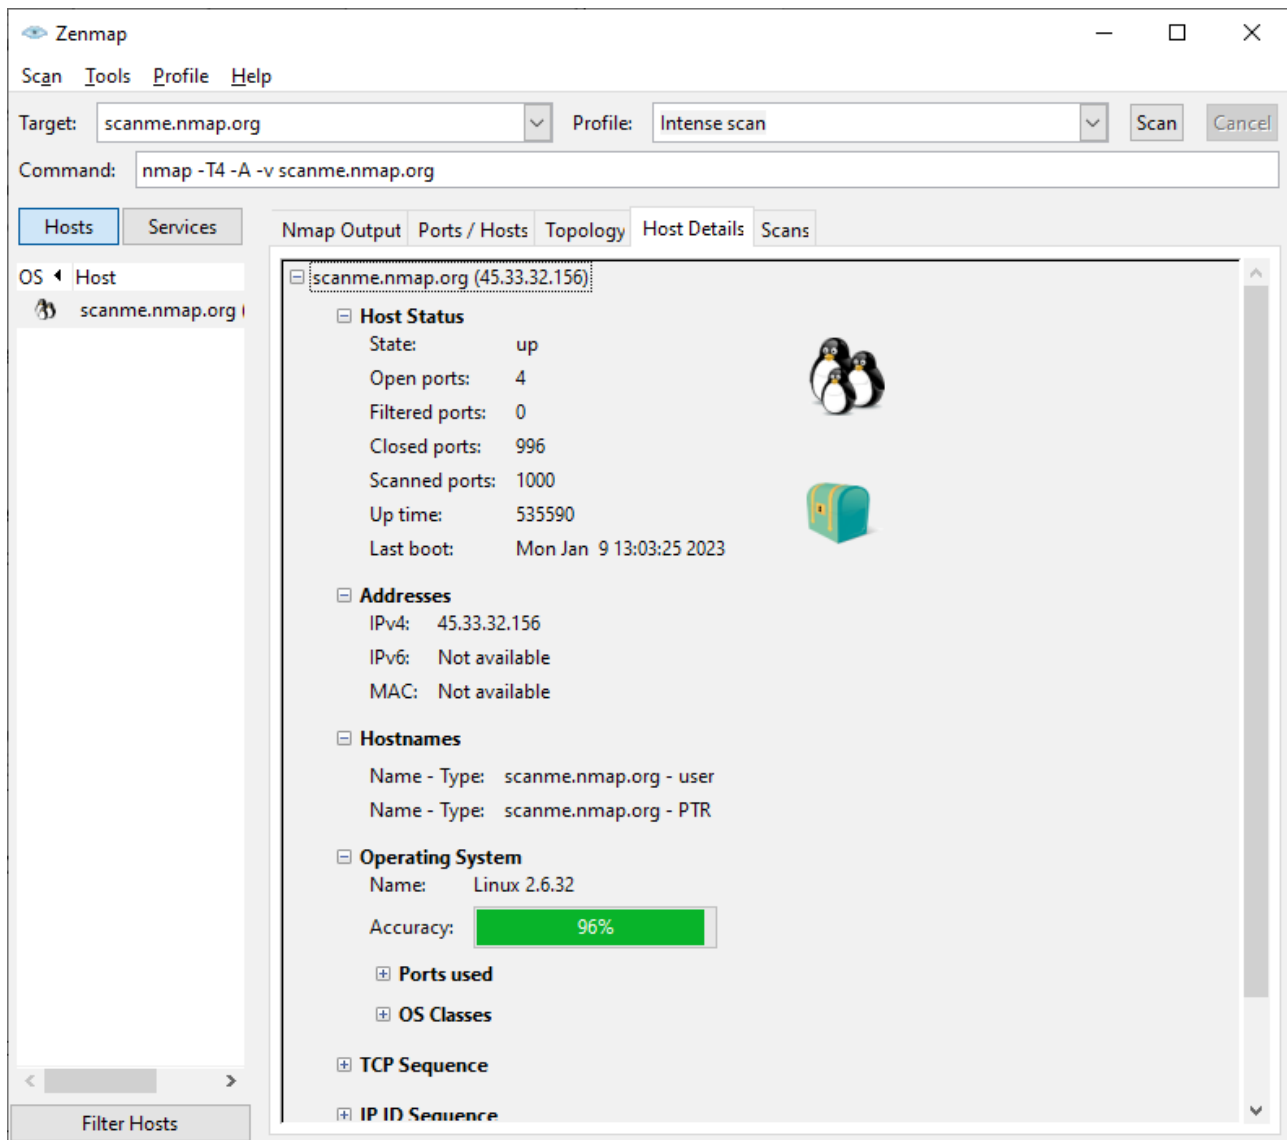 Zenmap
Scan Tools Profile Help
Target: scanme.nmap.org Profile: Intense scan Scan Cancel
Command: nmap -T4 -A -v scanme.nmap.org
Hosts Services Nmap Output Ports / Hosts Topology Host Details Scans
OS Host
scanme.nmap.org (
scanme.nmap.org (45.33.32.156)
Host Status
State: up
Open ports: 4
Filtered ports: 0
Closed ports: 996
Scanned ports: 1000
Up time: 535590
Last boot: Mon Jan 9 13:03:25 2023
Addresses
IPv4: 45.33.32.156
IPv6: Not available
MAC: Not available
Hostnames
Name - Type: scanme.nmap.org - user
Name - Type: scanme.nmap.org - PTR
Operating System
Name: Linux 2.6.32
Accuracy: 96%
Ports used
OS Classes
TCP Sequence
IP ID Sequence
Filter Hosts